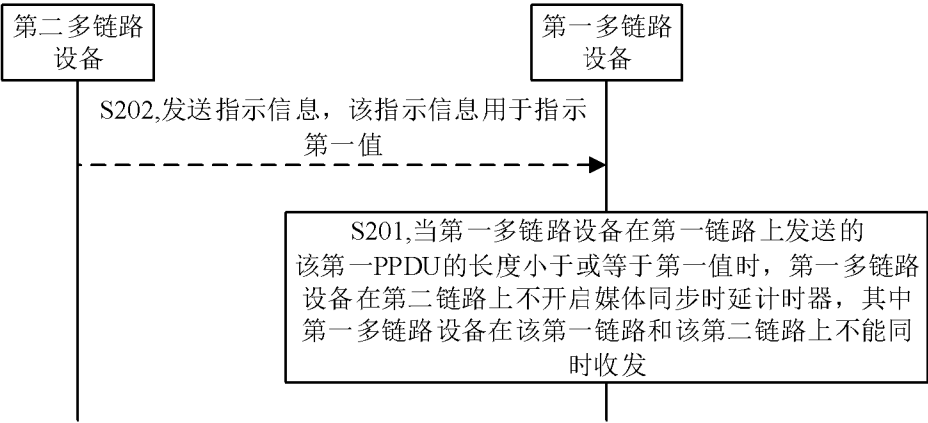 第二多链路
设备
第一多链路
设备
S202,发送指示信息，该指示信息用于指示
第一值
S201,当第一多链路设备在第一链路上发送的
该第一PPDU的长度小于或等于第一值时，第一多链路
设备在第二链路上不开启媒体同步时延计时器，其中
第一多链路设备在该第一链路和该第二链路上不能同
时收发